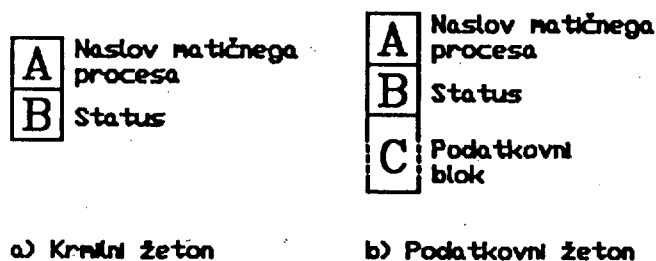 A Naslov matičnega
procesa
B Status
a) Krmilni žeton
A Naslov matičnega
procesa
B Status
C Podatkovni
blok
b) Podatkovni žeton